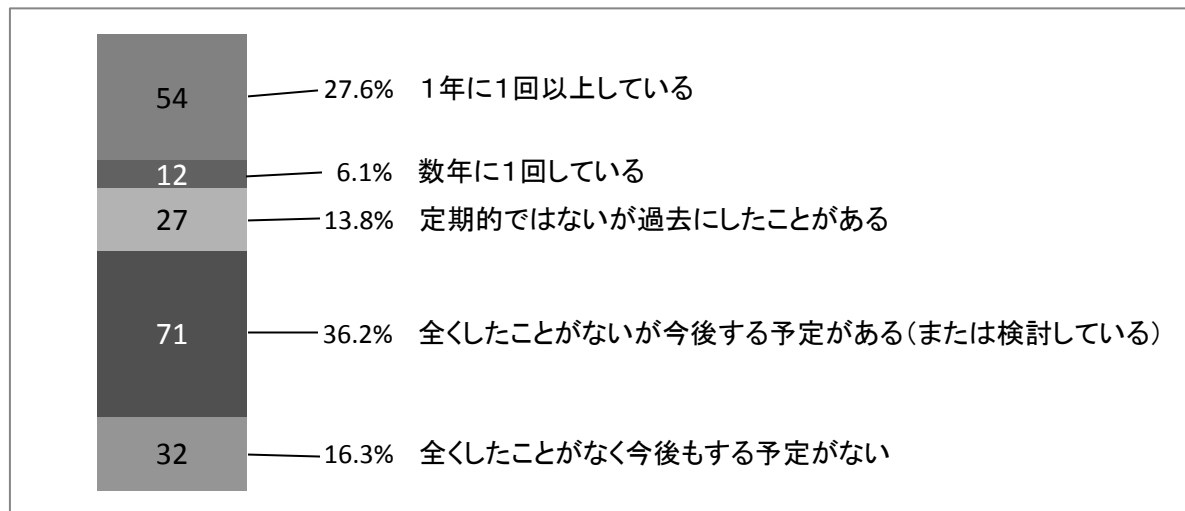 54 27.6% １年に１回以上している
12 6.1% 数年に１回している
27 13.8% 定期的ではないが過去にしたことがある
71 36.2% 全くしたことがないが今後する予定がある（または検討している）
32 16.3% 全くしたことがなく今後もする予定がない